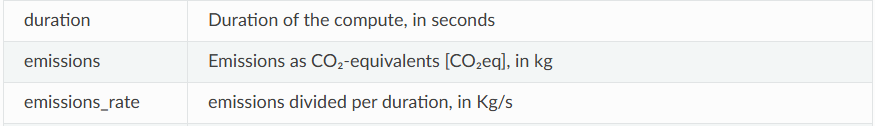 duration Duration of the compute, in seconds
emissions Emissions as CO₂-equivalents [CO₂eq], in kg
emissions_rate emissions divided per duration, in Kg/s